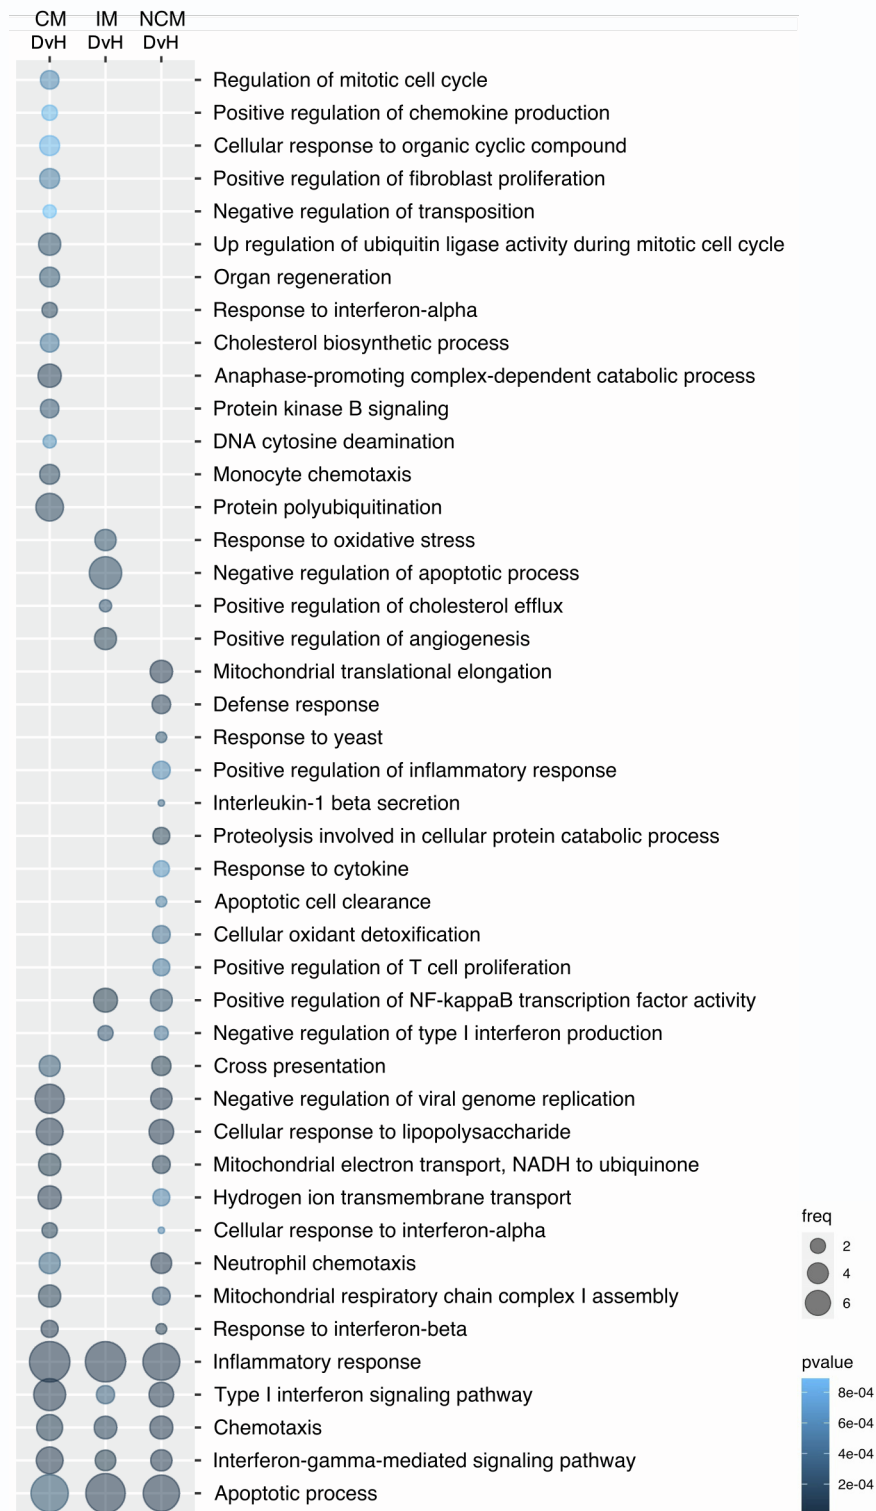 CM IM NCM
DvH DvH DvH
Regulation of mitotic cell cycle
Positive regulation of chemokine production
Cellular response to organic cyclic compound
Positive regulation of fibroblast proliferation
Negative regulation of transposition
Up regulation of ubiquitin ligase activity during mitotic cell cycle
Organ regeneration
Response to interferon-alpha
Cholesterol biosynthetic process
Anaphase-promoting complex-dependent catabolic process
Protein kinase B signaling
DNA cytosine deamination
Monocyte chemotaxis
Protein polyubiquitination
Response to oxidative stress
Negative regulation of apoptotic process
Positive regulation of cholesterol efflux
Positive regulation of angiogenesis
Mitochondrial translational elongation
Defense response
Response to yeast
Positive regulation of inflammatory response
Interleukin-1 beta secretion
Proteolysis involved in cellular protein catabolic process
Response to cytokine
Apoptotic cell clearance
Cellular oxidant detoxification
Positive regulation of T cell proliferation
Positive regulation of NF-kappaB transcription factor activity
Negative regulation of type I interferon production
Cross presentation
Negative regulation of viral genome replication
Cellular response to lipopolysaccharide
Mitochondrial electron transport, NADH to ubiquinone
Hydrogen ion transmembrane transport
Cellular response to interferon-alpha
Neutrophil chemotaxis
Mitochondrial respiratory chain complex I assembly
Response to interferon-beta
Inflammatory response
Type I interferon signaling pathway
Chemotaxis
Interferon-gamma-mediated signaling pathway
Apoptotic process
freq
2
4
6
pvalue
8e-04
6e-04
4e-04
2e-04